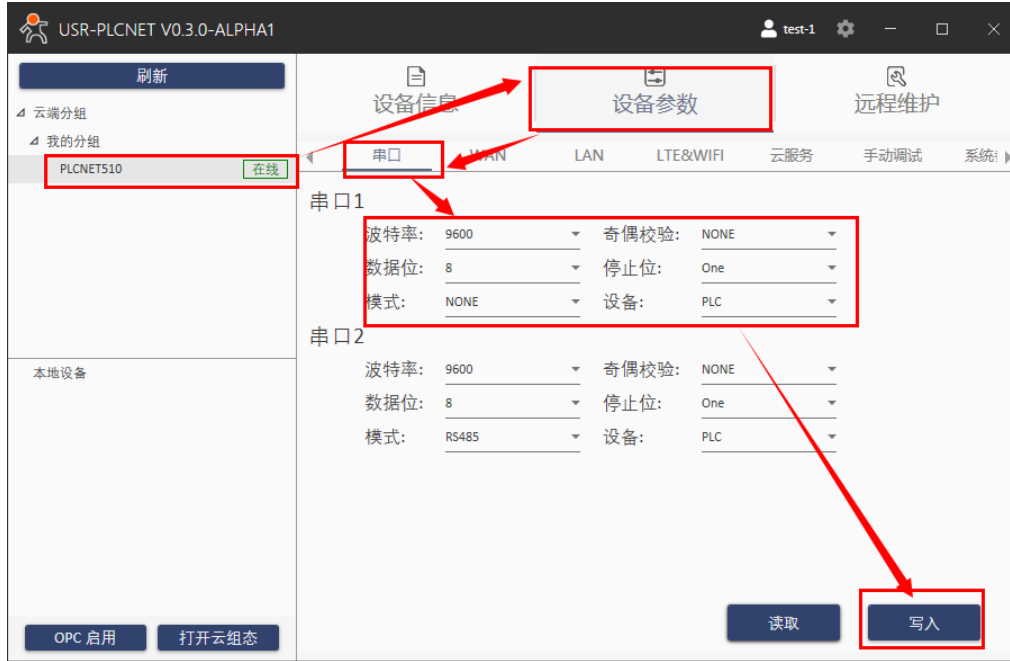 USR-PLCNET V0.3.0-ALPHA1
test-1
刷新
云端分组
我的分组
PLCNET510 在线
本地设备
OPC 启用 打开云组态
设备信息 设备参数 远程维护
串口 WAN LAN LTE&WIFI 云服务 手动调试 系统
串口1
波特率: 9600 奇偶校验: NONE
数据位: 8 停止位: One
模式: NONE 设备: PLC
串口2
波特率: 9600 奇偶校验: NONE
数据位: 8 停止位: One
模式: RS485 设备: PLC
读取 写入